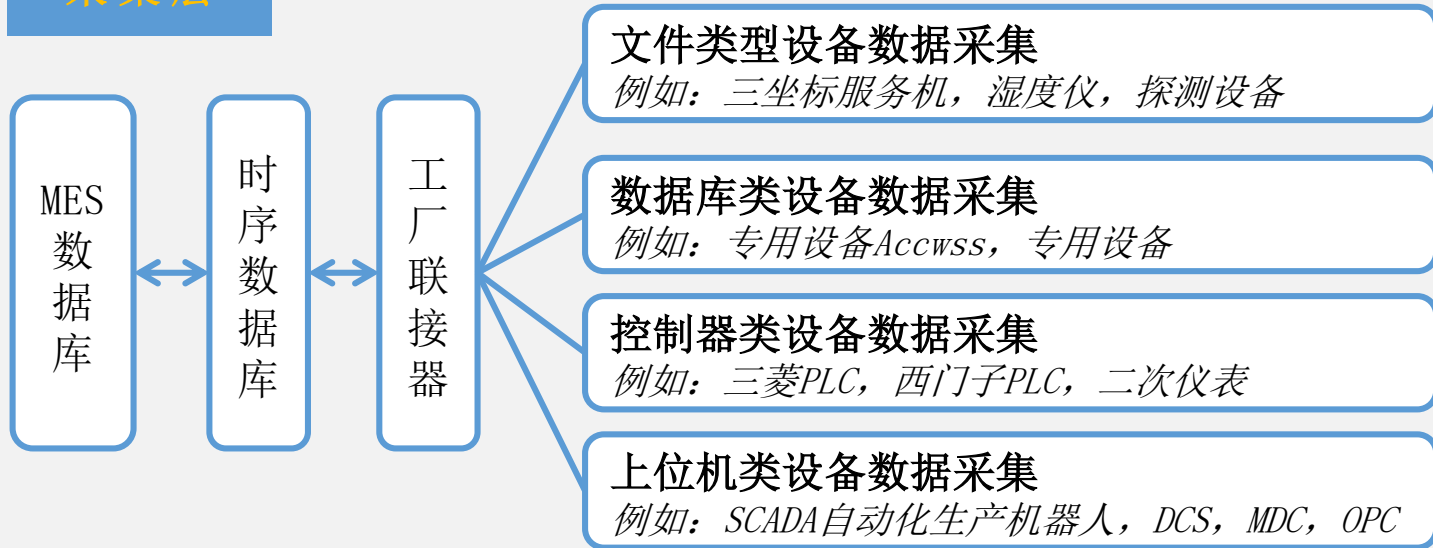 采集层
文件类型设备数据采集
例如：三坐标服务机，湿度仪，探测设备
MES
数
据
库
时
序
数
据
库
工
厂
联
接
器
数据库类设备数据采集
例如：专用设备Accwss，专用设备
控制器类设备数据采集
例如：三菱PLC，西门子PLC，二次仪表
上位机类设备数据采集
例如：SCADA自动化生产机器人，DCS，MDC，OPC